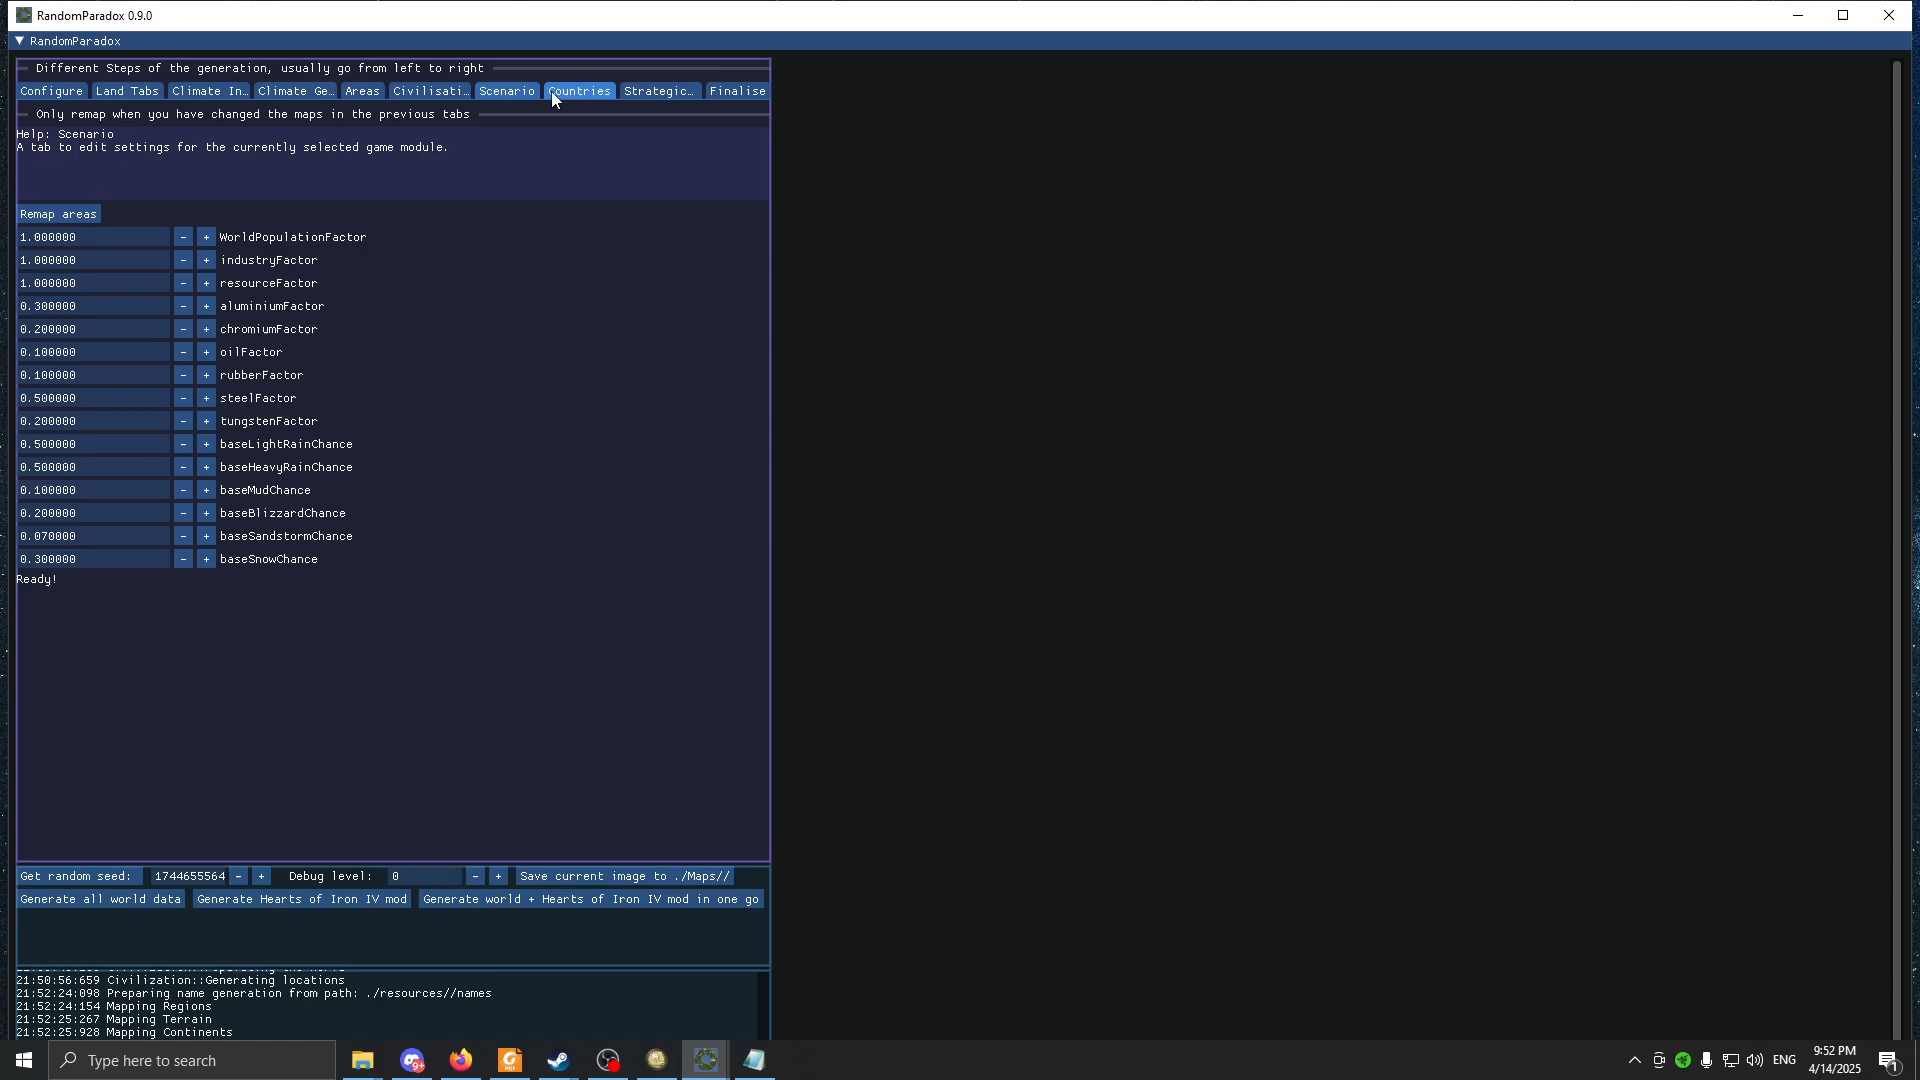 RandomParadox 0.9.0
RandomParadox
Different Steps of the generation, usually go from left to right
Configure Land Tabs Climate In… Climate Ge… Areas Civilisati… Scenario Countries Strategic… Finalise
Only remap when you have changed the maps in the previous tabs
Help: Scenario
A tab to edit settings for the currently selected game module.
Remap areas
1.000000 - + WorldPopulationFactor
1.000000 - + industryFactor
1.000000 - + resourceFactor
0.300000 - + aluminiumFactor
0.200000 - + chromiumFactor
0.100000 - + oilFactor
0.100000 - + rubberFactor
0.500000 - + steelFactor
0.200000 - + tungstenFactor
0.500000 - + baseLightRainChance
0.500000 - + baseHeavyRainChance
0.100000 - + baseMudChance
0.200000 - + baseBlizzardChance
0.070000 - + baseSandstormChance
0.300000 - + baseSnowChance
Ready!
Get random seed: 1744655564 - + Debug level: 0 - + Save current image to ./Maps//
Generate all world data Generate Hearts of Iron IV mod Generate world + Hearts of Iron IV mod in one go
21:50:56:659 Civilization::Generating locations
21:52:24:098 Preparing name generation from path: ./resources//names
21:52:24:154 Mapping Regions
21:52:25:267 Mapping Terrain
21:52:25:928 Mapping Continents
Type here to search
9+
ENG
9:52 PM
4/14/2025
1